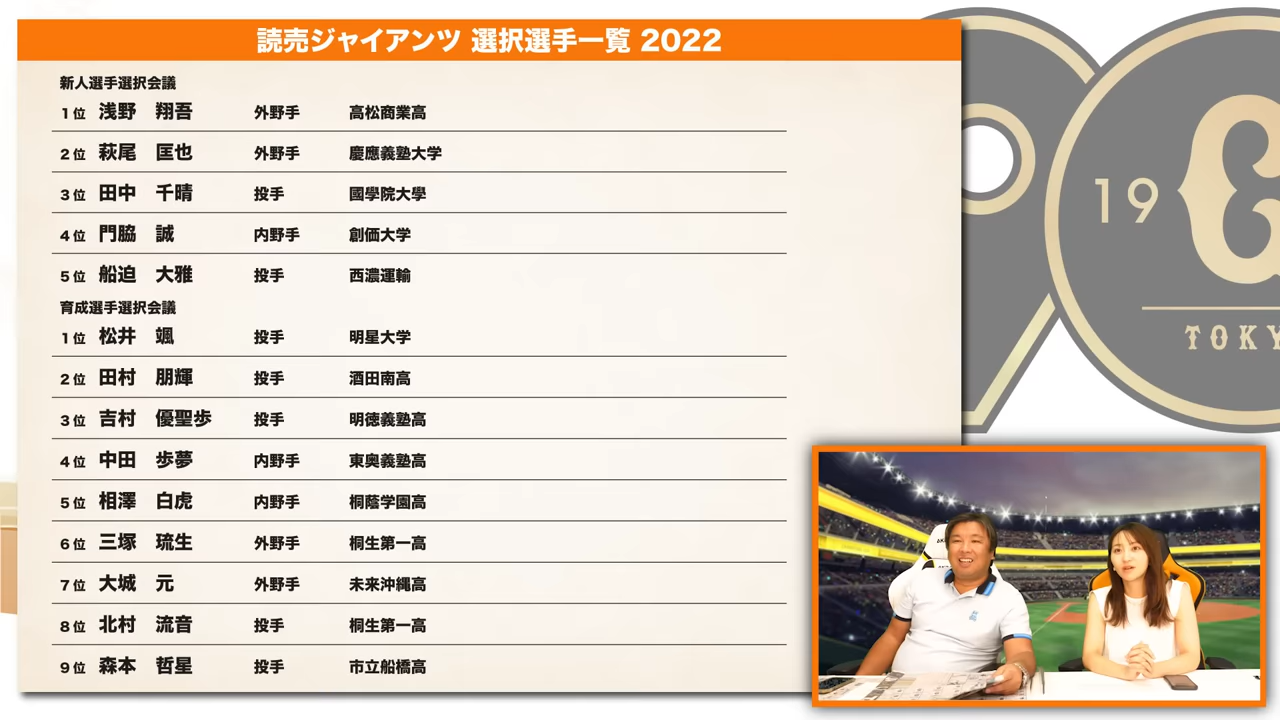 読売ジャイアンツ 選択選手一覧 2022
新人選手選択会議
1位 浅野 翔吾 外野手 高松商業高
2位 萩尾 匡也 外野手 慶應義塾大学
3位 田中 千晴 投手 國學院大學
4位 門脇 誠 内野手 創価大学
5位 船迫 大雅 投手 西濃運輸
育成選手選択会議
1位 松井 颯 投手 明星大学
2位 田村 朋輝 投手 酒田南高
3位 吉村 優聖歩 投手 明徳義塾高
4位 中田 歩夢 内野手 東奥義塾高
5位 相澤 白虎 内野手 桐蔭学園高
6位 三塚 琉生 外野手 桐生第一高
7位 大城 元 外野手 未来沖縄高
8位 北村 流音 投手 桐生第一高
9位 森本 哲星 投手 市立船橋高
19 G
TOKY